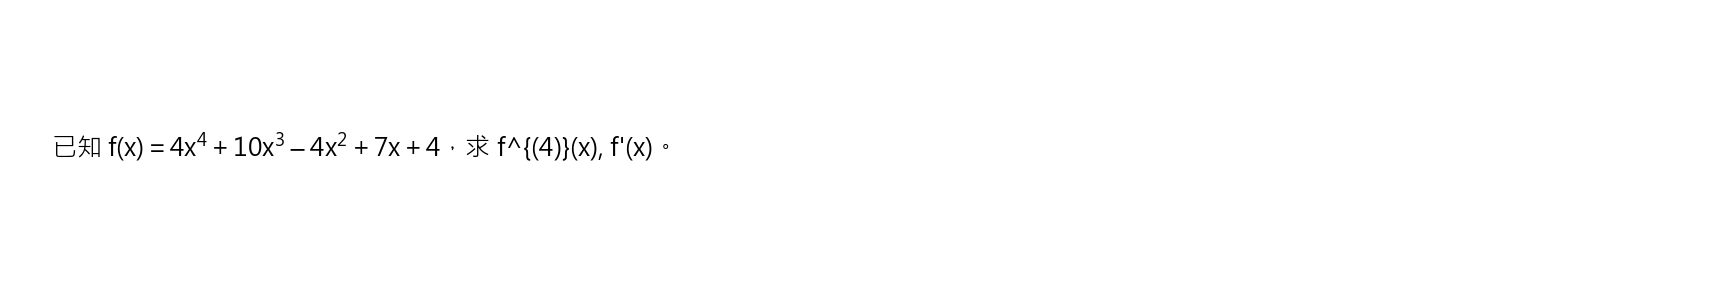 已知 f(x) = 4x⁴ + 10x³ – 4x² + 7x + 4，求 f^{(4)}(x), f'(x)。